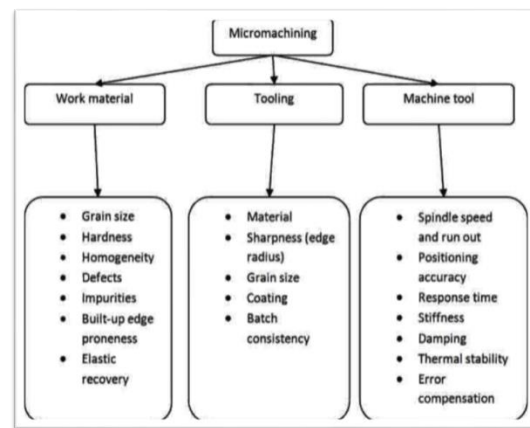 Micromachining
Work material
Tooling
Machine tool
• Grain size
• Hardness
• Homogeneity
• Defects
• Impurities
• Built-up edge
proneness
• Elastic
recovery
• Material
• Sharpness (edge
radius)
• Grain size
• Coating
• Batch
consistency
• Spindle speed
and run out
• Positioning
accuracy
• Response time
• Stiffness
• Damping
• Thermal stability
• Error
compensation